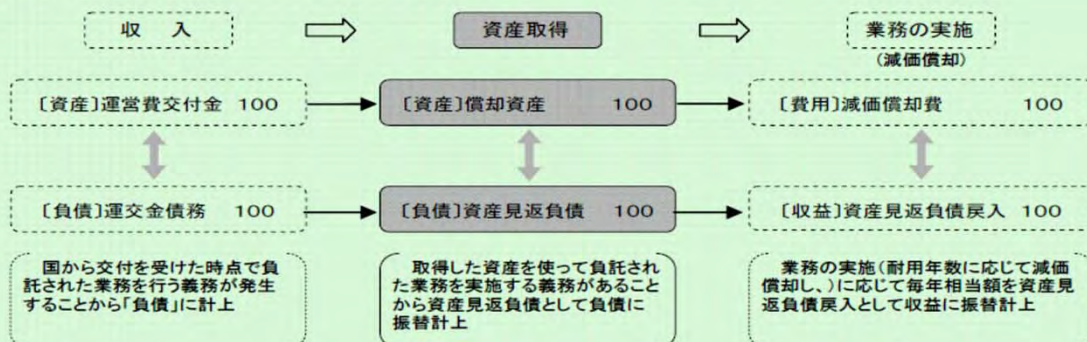 収 入
資産取得
業務の実施
(減価償却)
〔資産〕運営費交付金 100
〔資産〕償却資産 100
〔費用〕減価償却費 100
〔負債〕運交金債務 100
〔負債〕資産見返負債 100
〔収益〕資産見返負債戻入 100
国から交付を受けた時点で負
託された業務を行う義務が発生
することから「負債」に計上
取得した資産を使って負託され
た業務を実施する義務があること
から資産見返負債として負債に
振替計上
業務の実施(耐用年数に応じて減価
償却し、)に応じて毎年相当額を資産見
返負債戻入として収益に振替計上